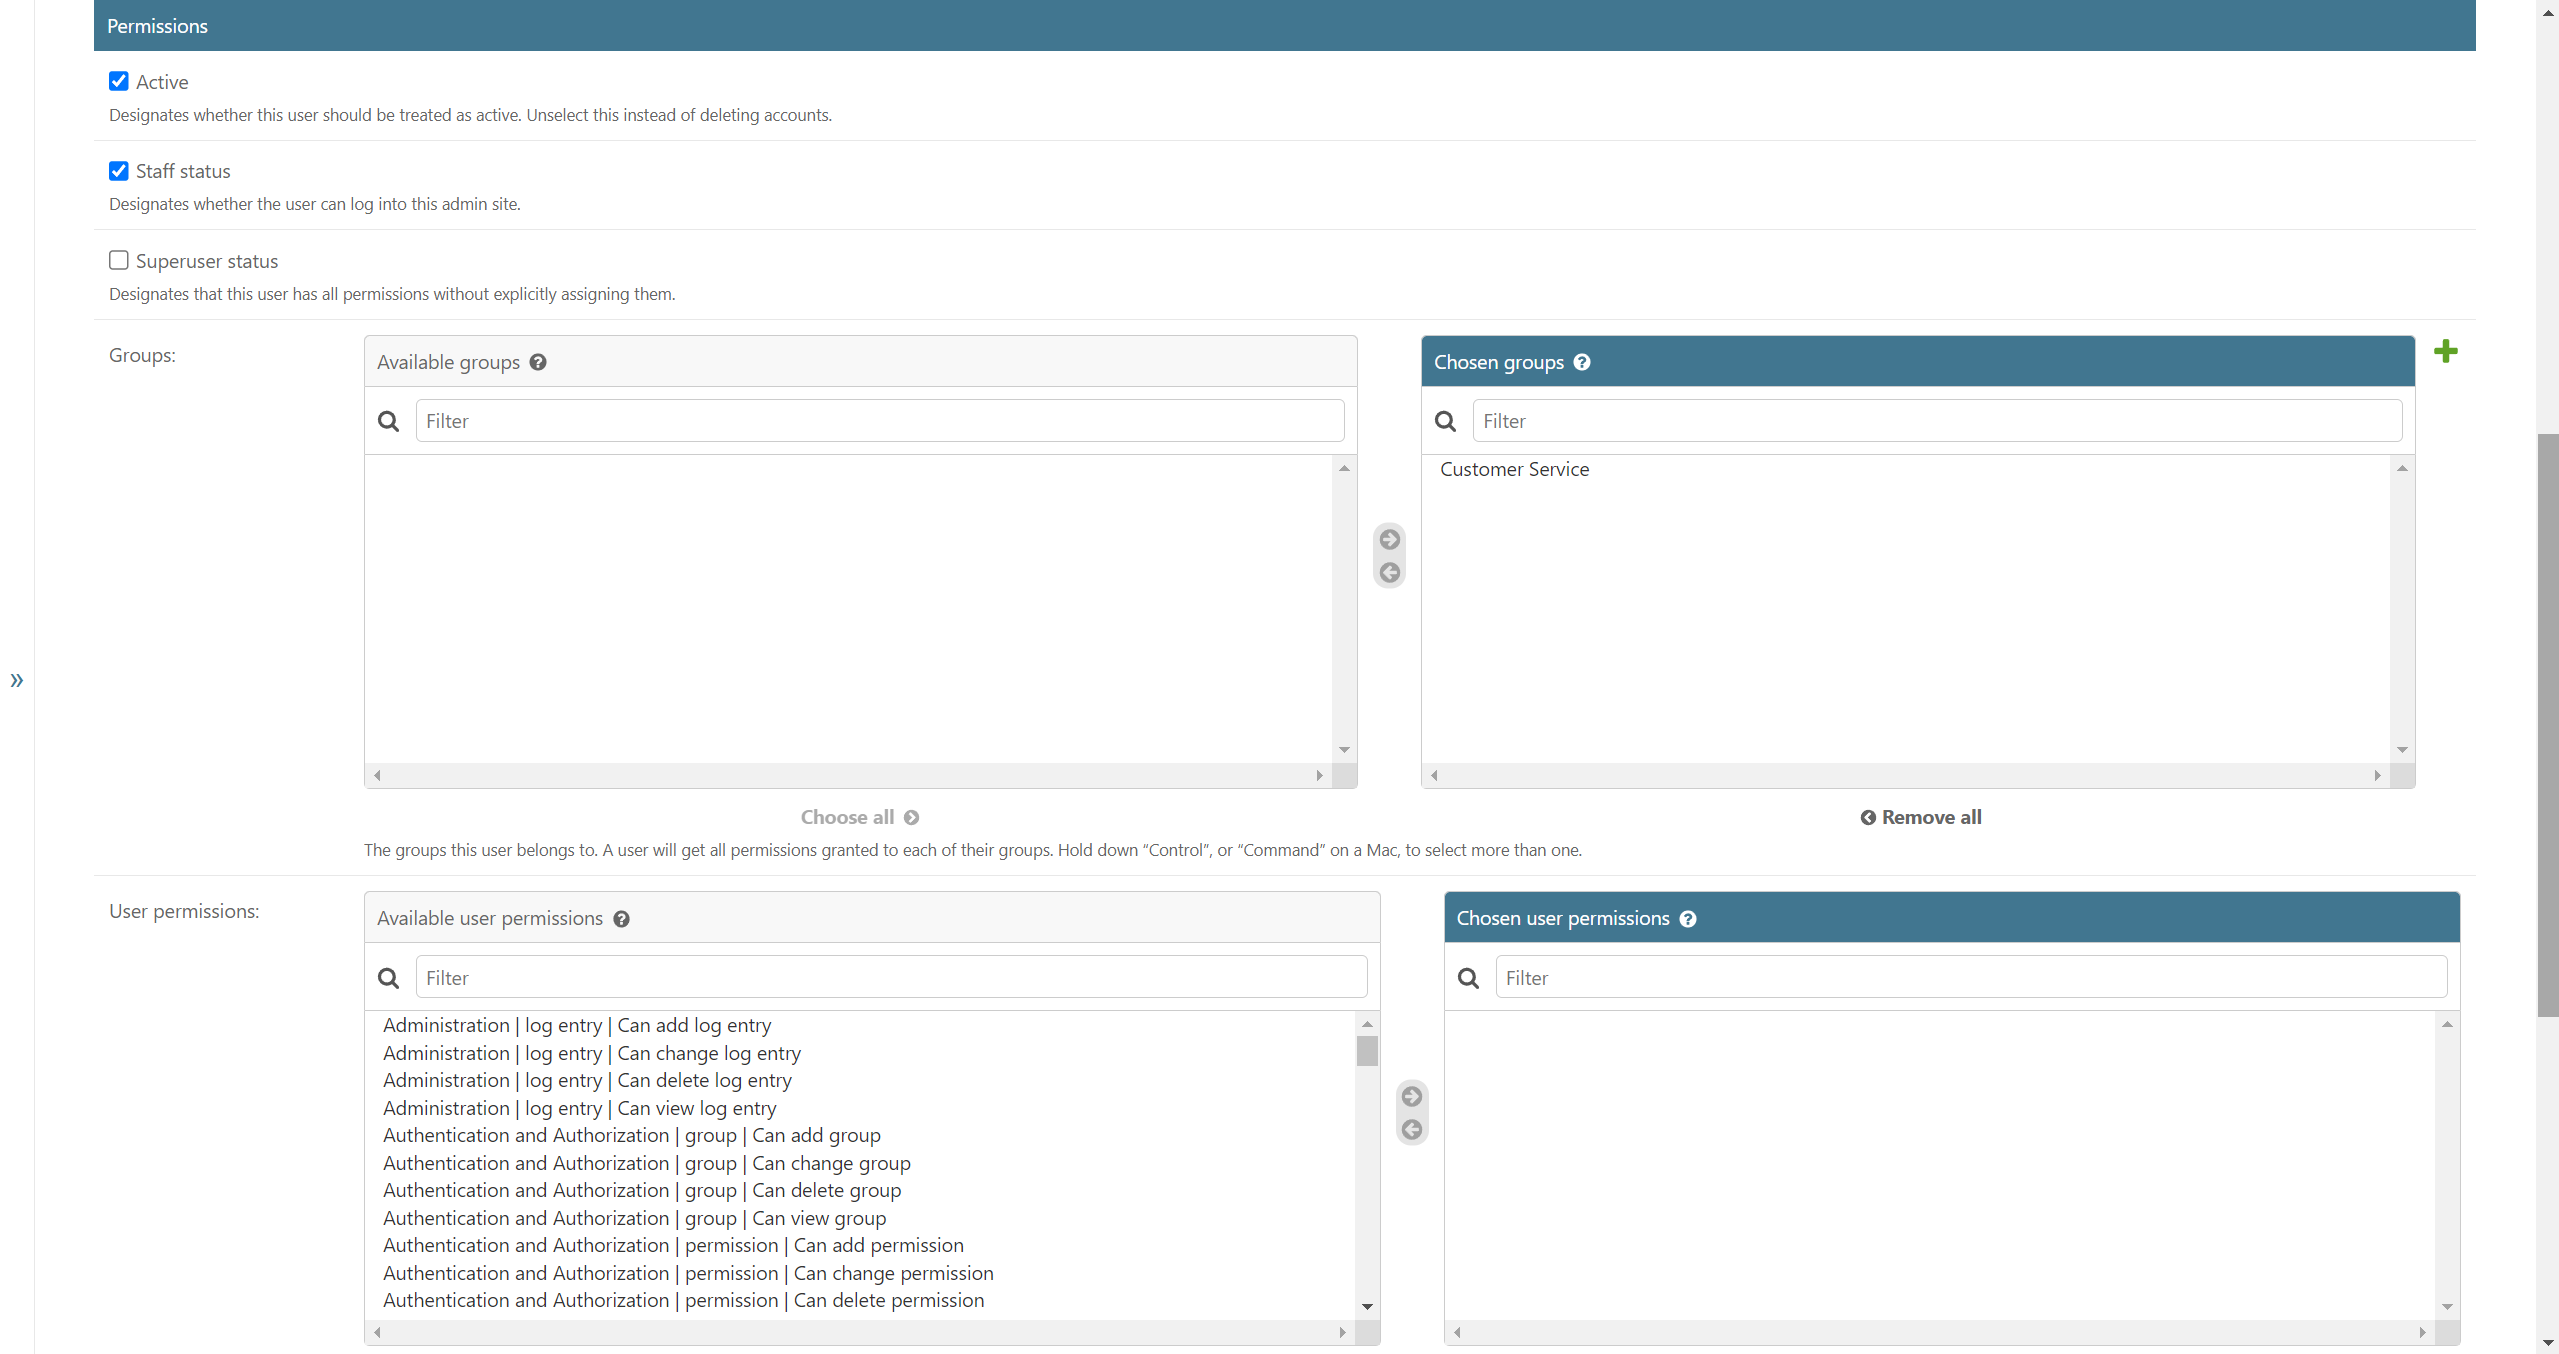 Permissions
Active
Designates whether this user should be treated as active. Unselect this instead of deleting accounts.
Staff status
Designates whether the user can log into this admin site.
Superuser status
Designates that this user has all permissions without explicitly assigning them.
Groups:
Available groups ?
Filter
Choose all
Chosen groups ?
Filter
Customer Service
Remove all
The groups this user belongs to. A user will get all permissions granted to each of their groups. Hold down “Control”, or “Command” on a Mac, to select more than one.
User permissions:
Available user permissions ?
Filter
Administration | log entry | Can add log entry
Administration | log entry | Can change log entry
Administration | log entry | Can delete log entry
Administration | log entry | Can view log entry
Authentication and Authorization | group | Can add group
Authentication and Authorization | group | Can change group
Authentication and Authorization | group | Can delete group
Authentication and Authorization | group | Can view group
Authentication and Authorization | permission | Can add permission
Authentication and Authorization | permission | Can change permission
Authentication and Authorization | permission | Can delete permission
Chosen user permissions ?
Filter
»